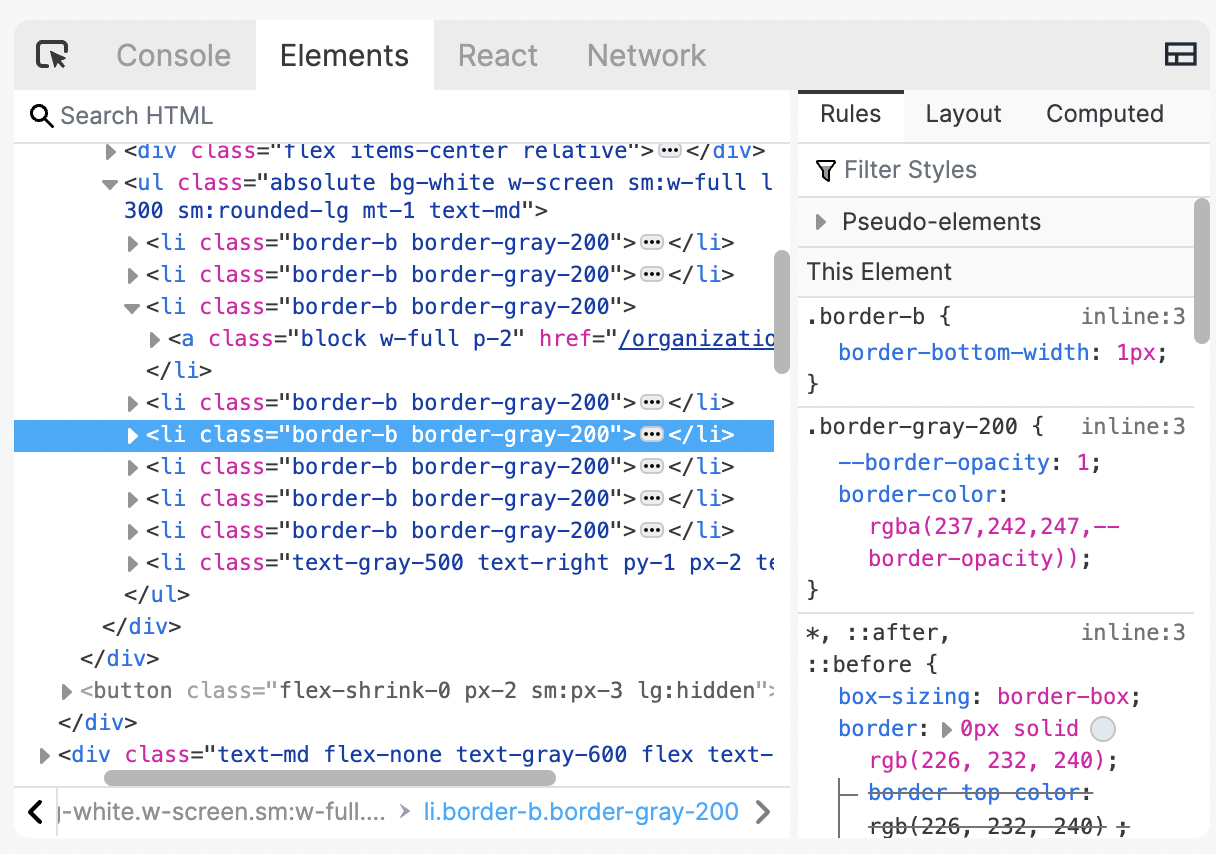 Console Elements React Network
Search HTML
<div class="flex items-center relative">…</div>
<ul class="absolute bg-white w-screen sm:w-full l
300 sm:rounded-lg mt-1 text-md">
<li class="border-b border-gray-200">…</li>
<li class="border-b border-gray-200">…</li>
<li class="border-b border-gray-200">
<a class="block w-full p-2" href="/organizatio
</li>
<li class="border-b border-gray-200">…</li>
<li class="border-b border-gray-200">…</li>
<li class="border-b border-gray-200">…</li>
<li class="border-b border-gray-200">…</li>
<li class="border-b border-gray-200">…</li>
<li class="text-gray-500 text-right py-1 px-2 te
</ul>
</div>
</div>
<button class="flex-shrink-0 px-2 sm:px-3 lg:hidden">
</div>
<div class="text-md flex-none text-gray-600 flex text-
-white.w-screen.sm:w-full.... > li.border-b.border-gray-200
Rules Layout Computed
Filter Styles
Pseudo-elements
This Element
.border-b { inline:3
border-bottom-width: 1px;
}
.border-gray-200 { inline:3
--border-opacity: 1;
border-color:
rgba(237,242,247,--
border-opacity));
}
*, ::after, inline:3
::before {
box-sizing: border-box;
border: 0px solid
rgb(226, 232, 240);
border-top-color:
rgb(226, 232, 240) ;